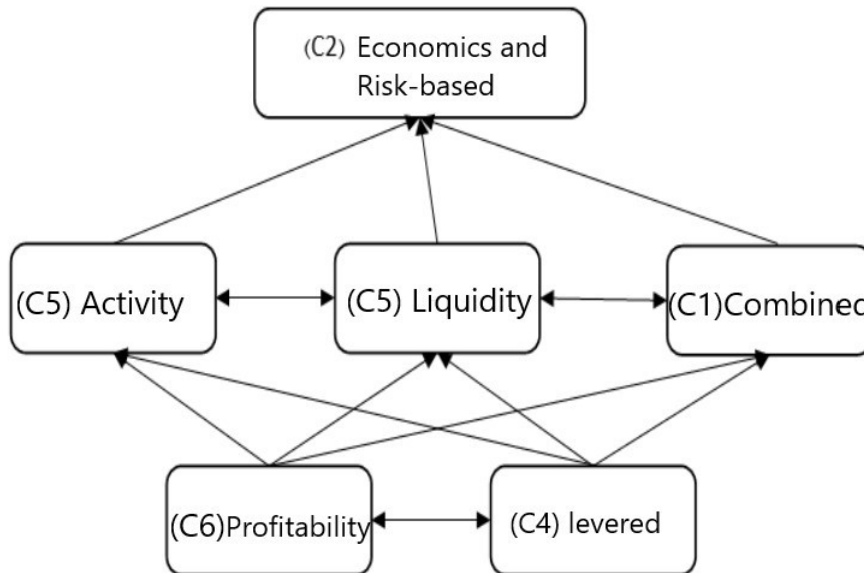 (C2) Economics and
Risk-based
(C5) Activity
(C5) Liquidity
(C1)Combined
(C6)Profitability
(C4) levered